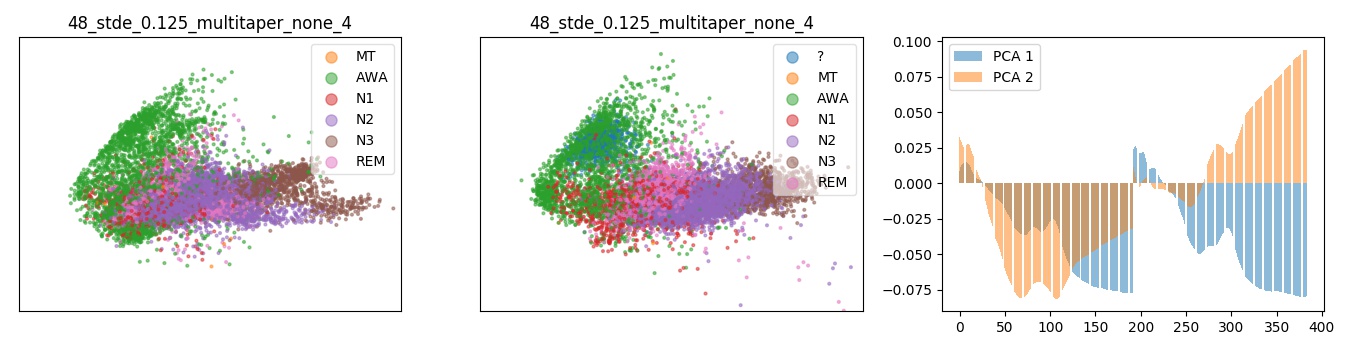 48_stde_0.125_multitaper_none_4
MT
AWA
N1
N2
N3
REM
48_stde_0.125_multitaper_none_4
?
MT
AWA
N1
N2
N3
REM
PCA 1
PCA 2
0.100
0.075
0.050
0.025
0.000
−0.025
−0.050
−0.075
0 50 100 150 200 250 300 350 400